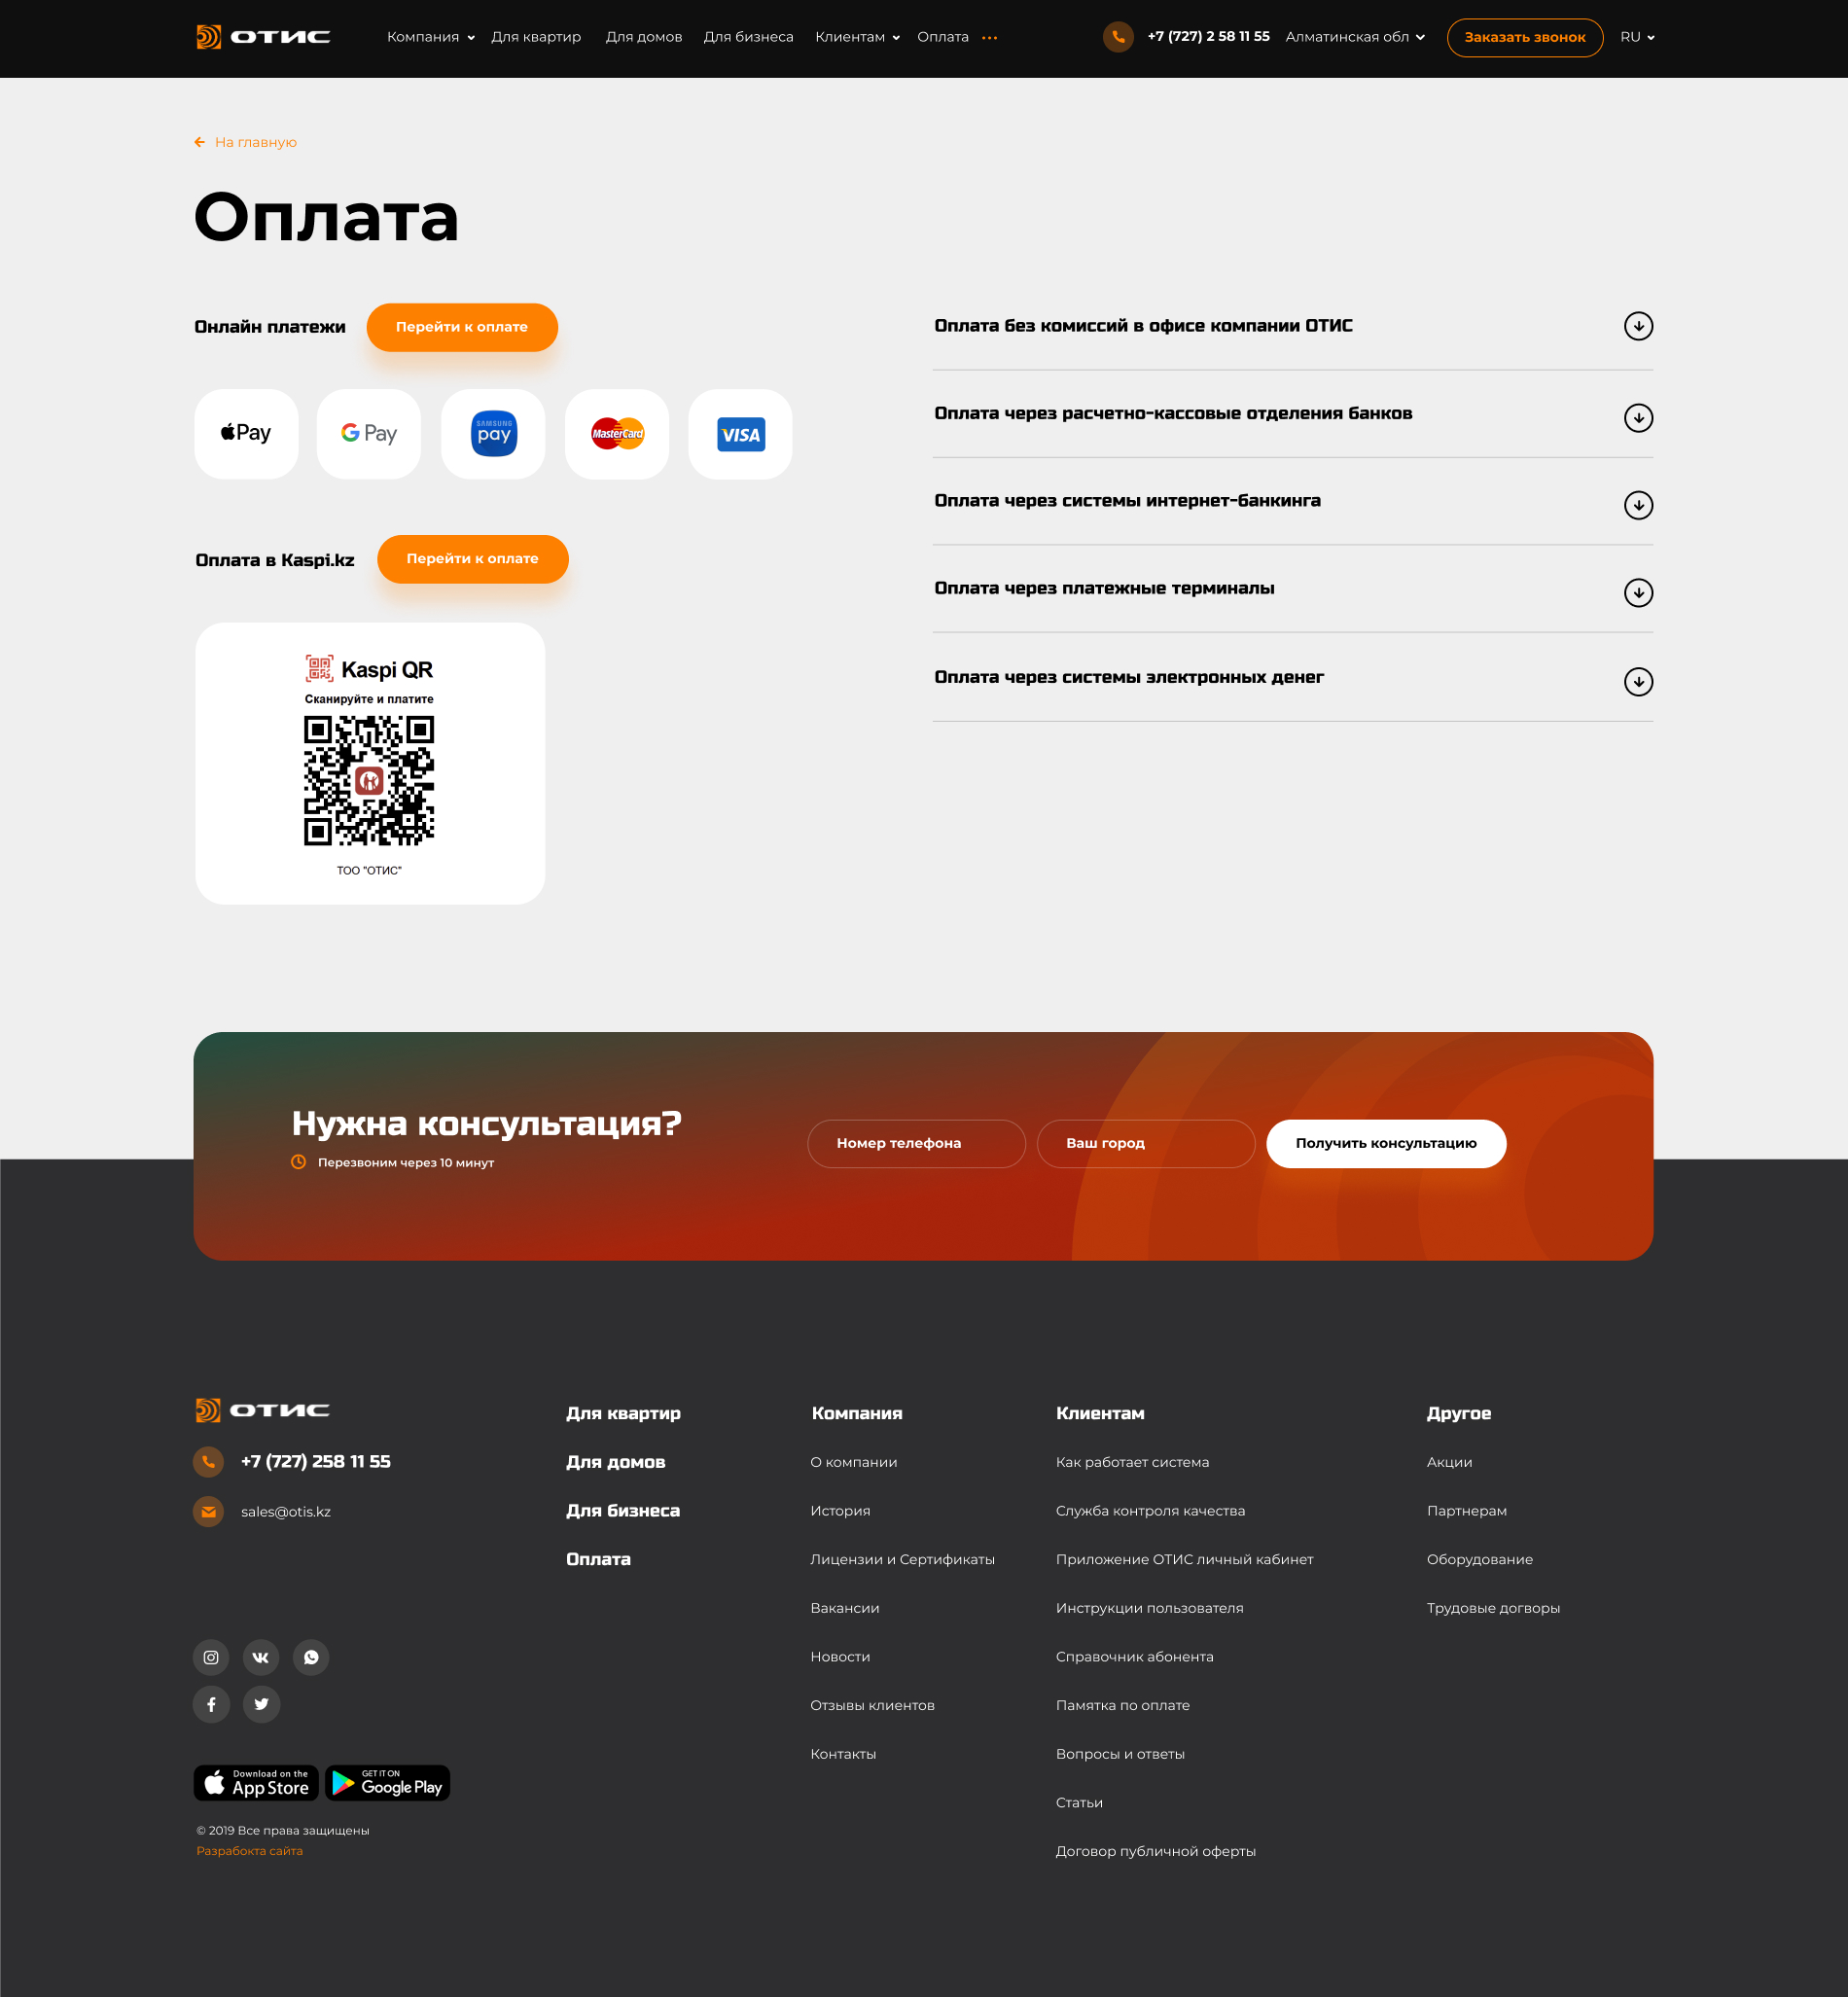 ОТИС Компания Для квартир Для домов Для бизнеса Клиентам Оплата +7 (727) 2 58 11 55 Алматинская обл Заказать звонок RU
На главную
Оплата
Онлайн платежи Перейти к оплате
Pay G Pay SAMSUNG pay MasterCard VISA
Оплата в Kaspi.kz Перейти к оплате
Kaspi QR
Сканируйте и платите
ТОО "ОТИС"
Оплата без комиссий в офисе компании ОТИС
Оплата через расчетно-кассовые отделения банков
Оплата через системы интернет-банкинга
Оплата через платежные терминалы
Оплата через системы электронных денег
Нужна консультация?
Перезвоним через 10 минут
Номер телефона Ваш город Получить консультацию
ОТИС
+7 (727) 258 11 55
sales@otis.kz
Download on the
App Store
GET IT ON
Google Play
© 2019 Все права защищены
Разрабокта сайта
Для квартир
Для домов
Для бизнеса
Оплата
Компания
О компании
История
Лицензии и Сертификаты
Вакансии
Новости
Отзывы клиентов
Контакты
Клиентам
Как работает система
Служба контроля качества
Приложение ОТИС личный кабинет
Инструкции пользователя
Справочник абонента
Памятка по оплате
Вопросы и ответы
Статьи
Договор публичной оферты
Другое
Акции
Партнерам
Оборудование
Трудовые догворы